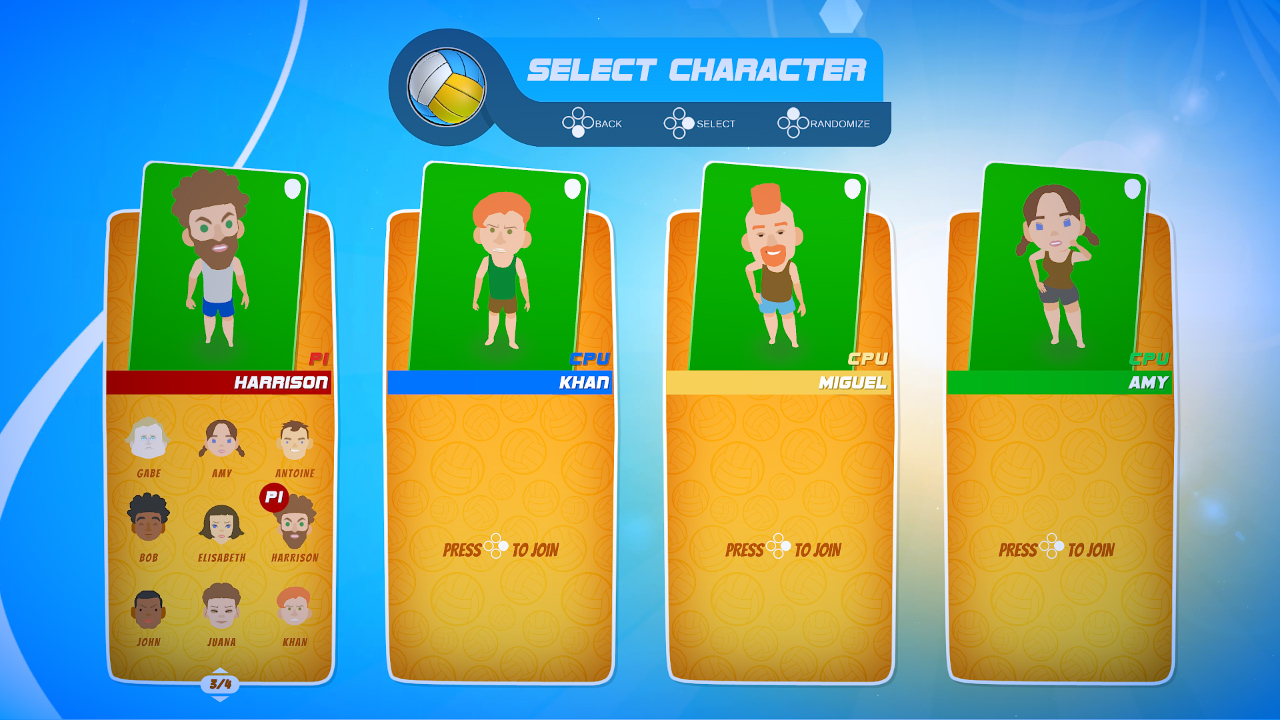 SELECT CHARACTER
BACK SELECT RANDOMIZE
P1
HARRISON
GABE AMY ANTOINE
P1
BOB ELISABETH HARRISON
JOHN JUANA KHAN
3/4
CPU
KHAN
PRESS TO JOIN
CPU
MIGUEL
PRESS TO JOIN
CPU
AMY
PRESS TO JOIN